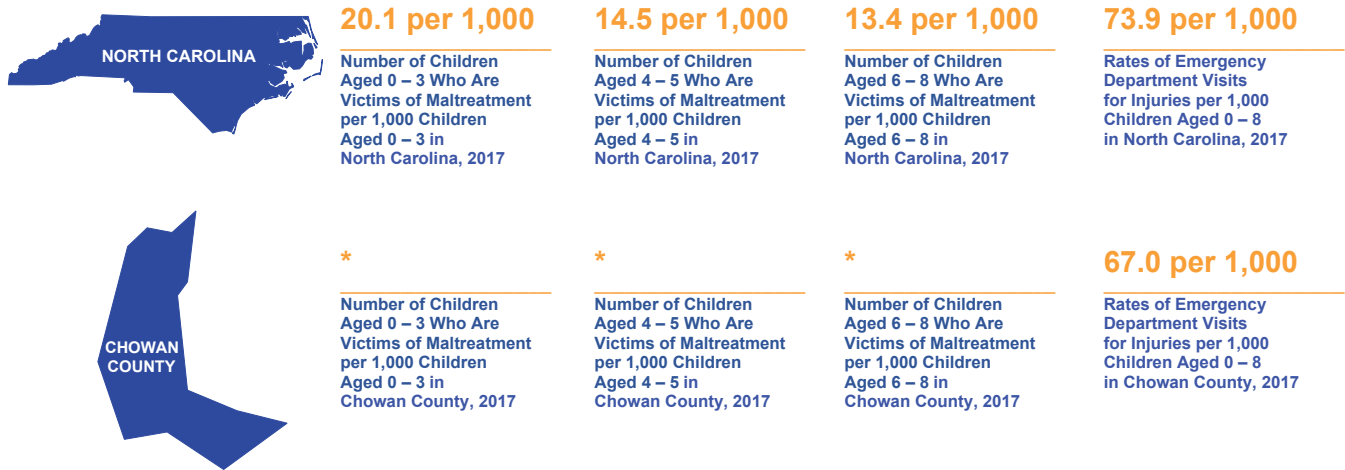 NORTH CAROLINA
20.1 per 1,000
Number of Children
Aged 0 – 3 Who Are
Victims of Maltreatment
per 1,000 Children
Aged 0 – 3 in
North Carolina, 2017
14.5 per 1,000
Number of Children
Aged 4 – 5 Who Are
Victims of Maltreatment
per 1,000 Children
Aged 4 – 5 in
North Carolina, 2017
13.4 per 1,000
Number of Children
Aged 6 – 8 Who Are
Victims of Maltreatment
per 1,000 Children
Aged 6 – 8 in
North Carolina, 2017
73.9 per 1,000
Rates of Emergency
Department Visits
for Injuries per 1,000
Children Aged 0 – 8
in North Carolina, 2017
CHOWAN
COUNTY
*
Number of Children
Aged 0 – 3 Who Are
Victims of Maltreatment
per 1,000 Children
Aged 0 – 3 in
Chowan County, 2017
*
Number of Children
Aged 4 – 5 Who Are
Victims of Maltreatment
per 1,000 Children
Aged 4 – 5 in
Chowan County, 2017
*
Number of Children
Aged 6 – 8 Who Are
Victims of Maltreatment
per 1,000 Children
Aged 6 – 8 in
Chowan County, 2017
67.0 per 1,000
Rates of Emergency
Department Visits
for Injuries per 1,000
Children Aged 0 – 8
in Chowan County, 2017